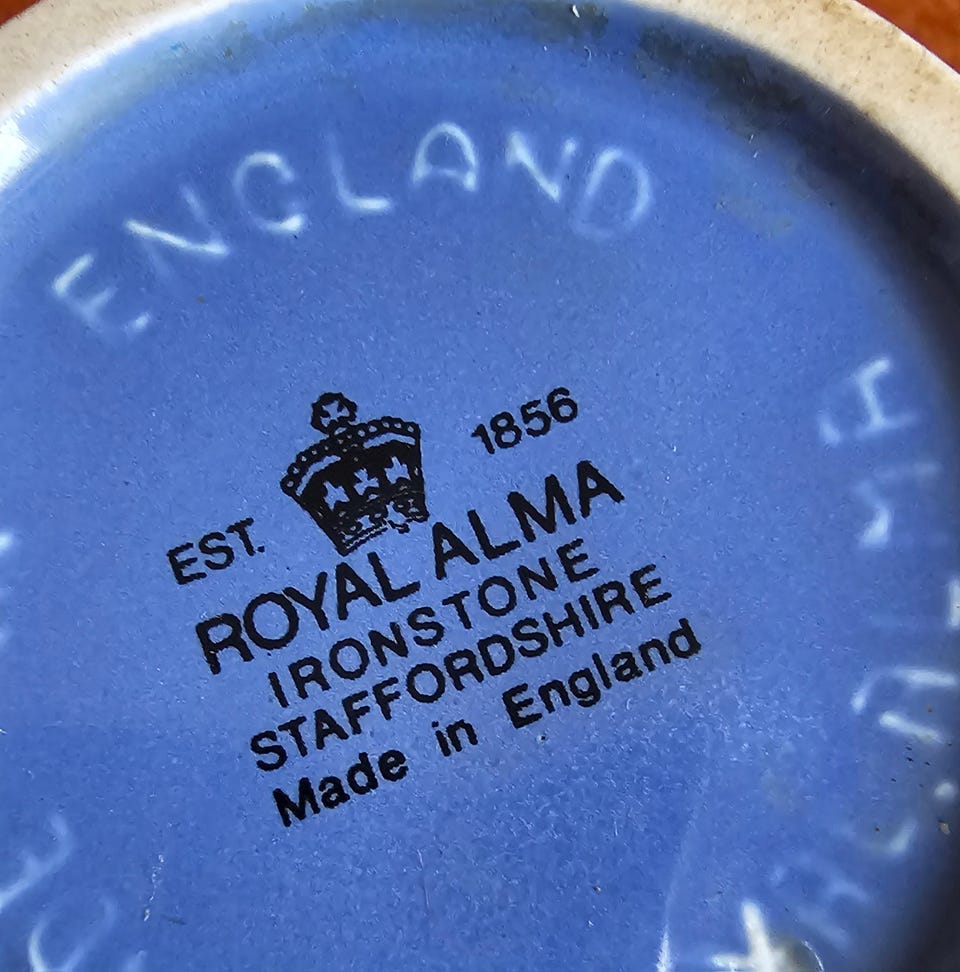 ENGLAND
EST. 1856
ROYAL ALMA
IRONSTONE
STAFFORDSHIRE
Made in England